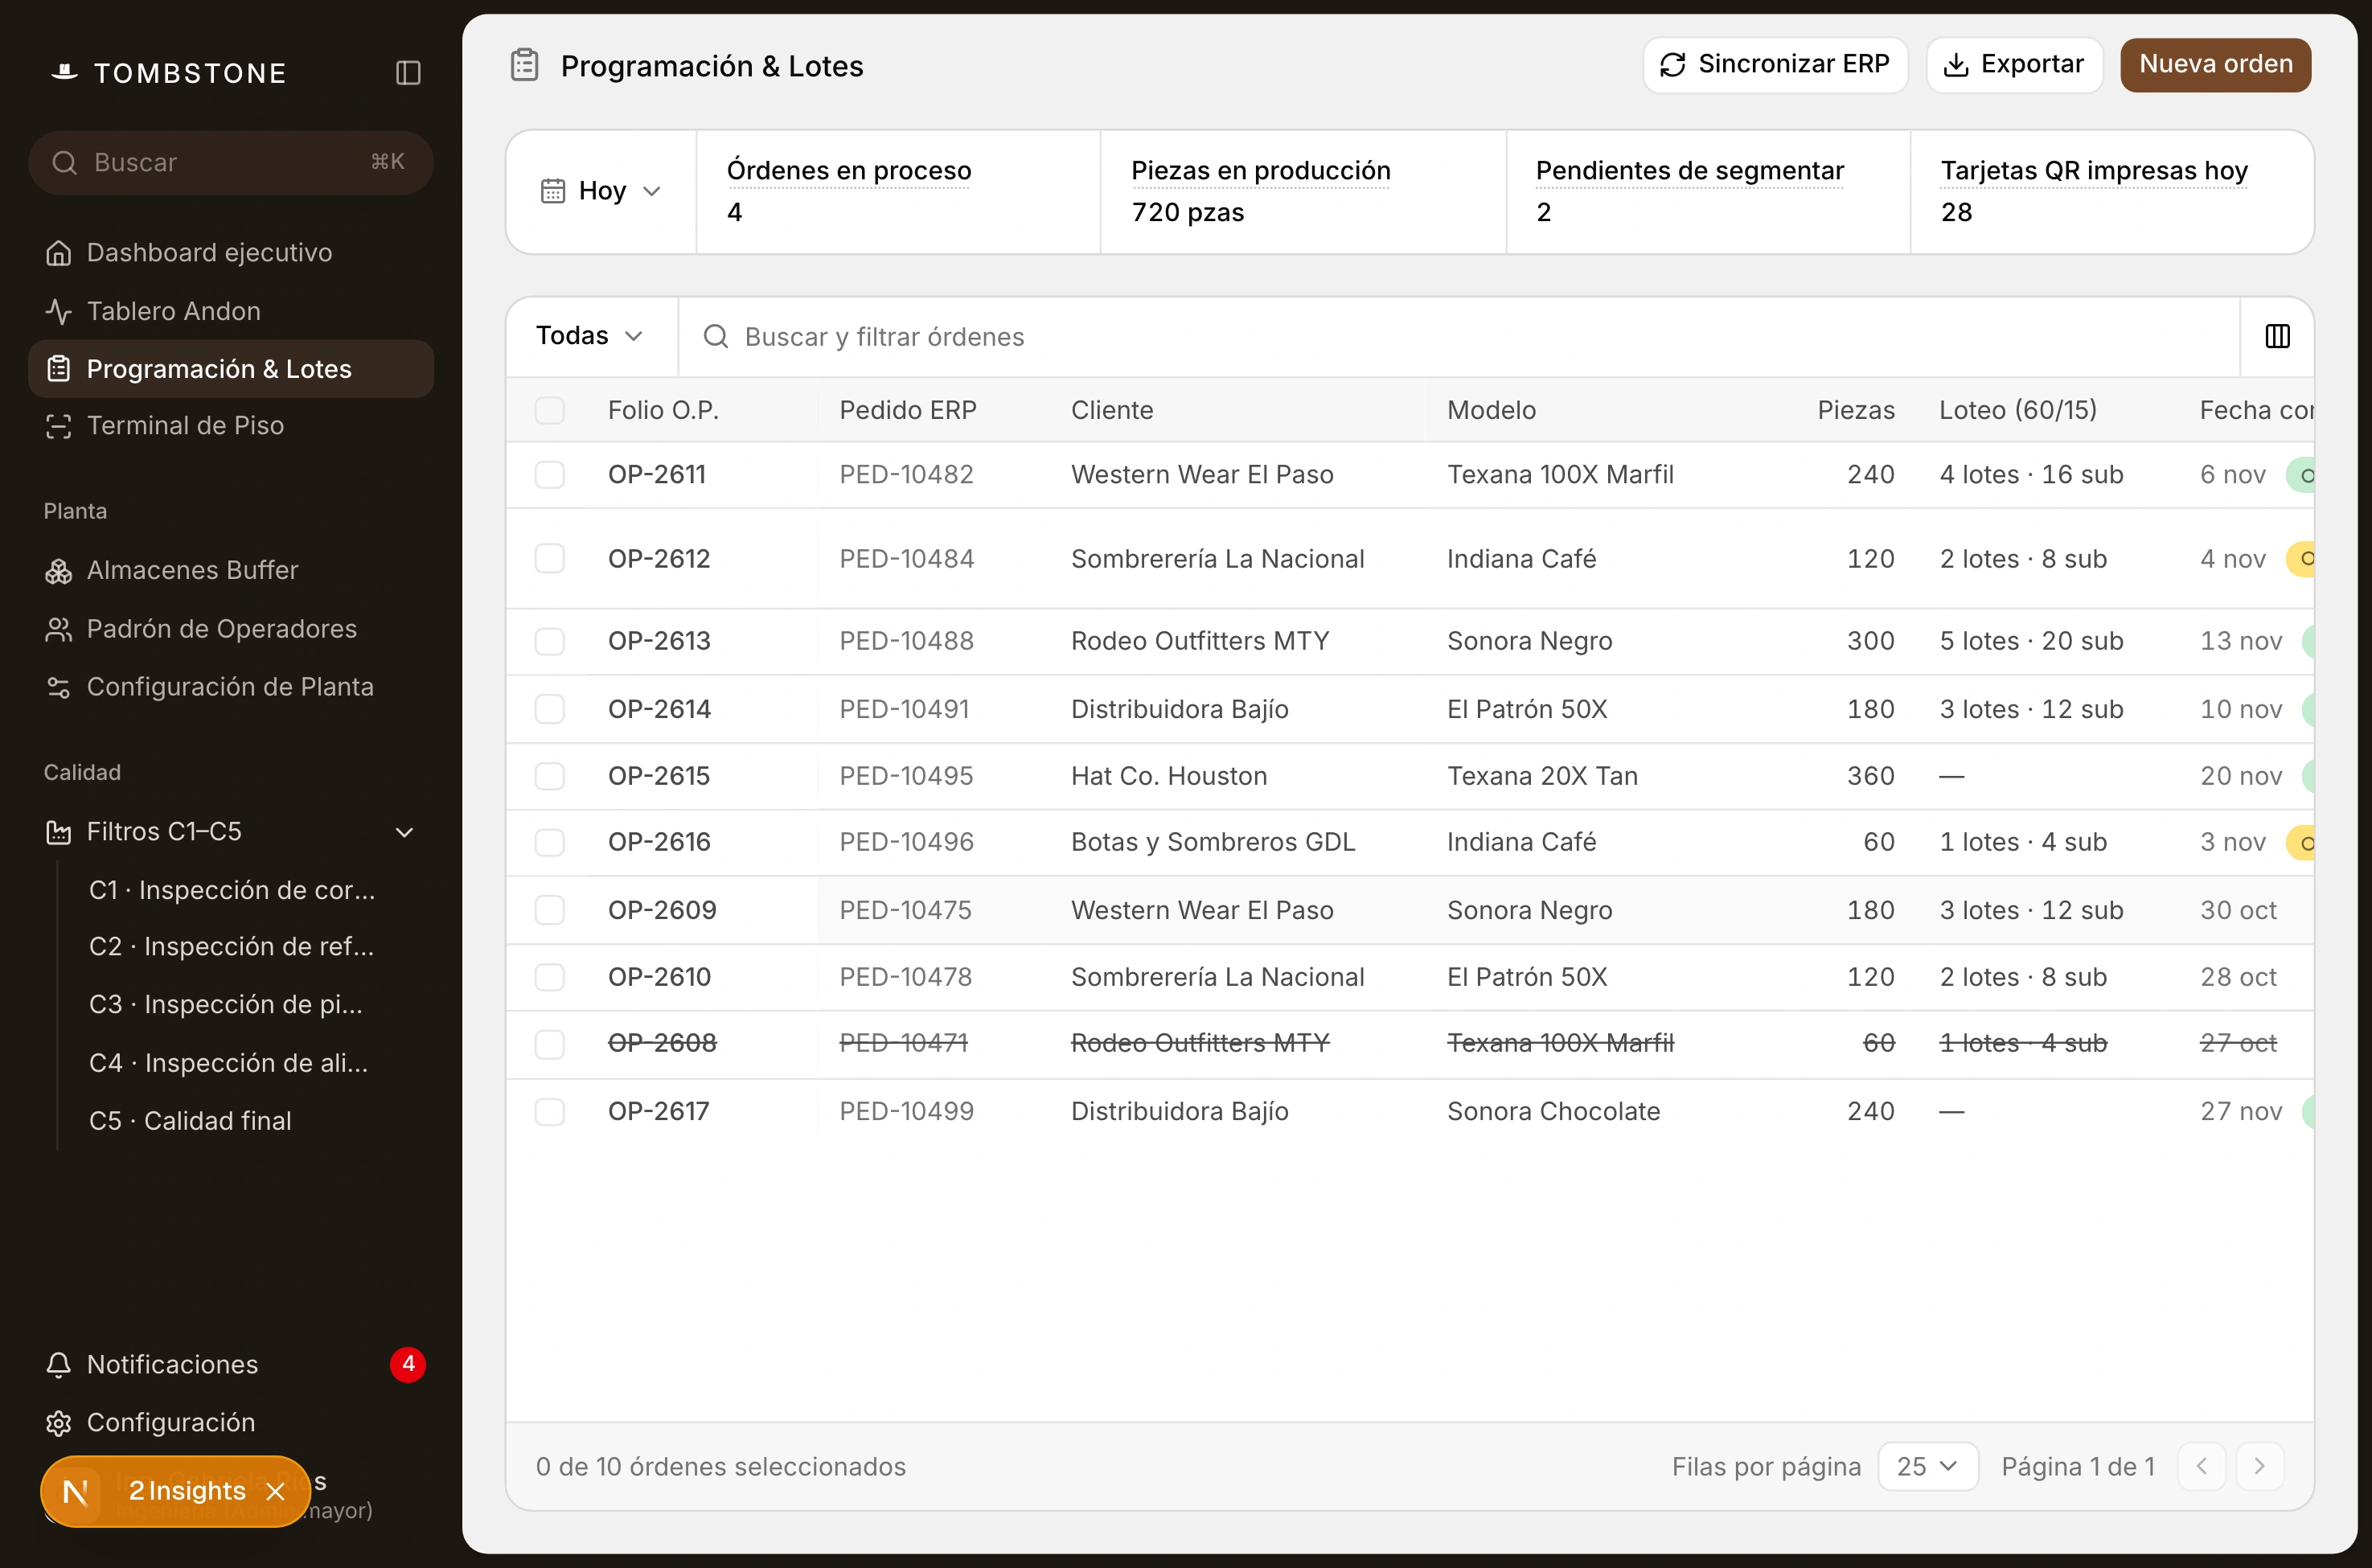 TOMBSTONE
Buscar ⌘K
Dashboard ejecutivo
Tablero Andon
Programación & Lotes
Terminal de Piso
Planta
Almacenes Buffer
Padrón de Operadores
Configuración de Planta
Calidad
Filtros C1–C5
C1 · Inspección de cor...
C2 · Inspección de ref...
C3 · Inspección de pi...
C4 · Inspección de ali...
C5 · Calidad final
Notificaciones 4
Configuración
N 2 Insights
mayor)
Programación & Lotes
Sincronizar ERP Exportar Nueva orden
Hoy
Órdenes en proceso
4
Piezas en producción
720 pzas
Pendientes de segmentar
2
Tarjetas QR impresas hoy
28
Todas Buscar y filtrar órdenes
Folio O.P. Pedido ERP Cliente Modelo Piezas Loteo (60/15) Fecha cor
OP-2611 PED-10482 Western Wear El Paso Texana 100X Marfil 240 4 lotes · 16 sub 6 nov
OP-2612 PED-10484 Sombrerería La Nacional Indiana Café 120 2 lotes · 8 sub 4 nov
OP-2613 PED-10488 Rodeo Outfitters MTY Sonora Negro 300 5 lotes · 20 sub 13 nov
OP-2614 PED-10491 Distribuidora Bajío El Patrón 50X 180 3 lotes · 12 sub 10 nov
OP-2615 PED-10495 Hat Co. Houston Texana 20X Tan 360 — 20 nov
OP-2616 PED-10496 Botas y Sombreros GDL Indiana Café 60 1 lotes · 4 sub 3 nov
OP-2609 PED-10475 Western Wear El Paso Sonora Negro 180 3 lotes · 12 sub 30 oct
OP-2610 PED-10478 Sombrerería La Nacional El Patrón 50X 120 2 lotes · 8 sub 28 oct
OP-2608 PED-10471 Rodeo Outfitters MTY Texana 100X Marfil 60 1 lotes · 4 sub 27 oct
OP-2617 PED-10499 Distribuidora Bajío Sonora Chocolate 240 — 27 nov
0 de 10 órdenes seleccionados
Filas por página 25 Página 1 de 1